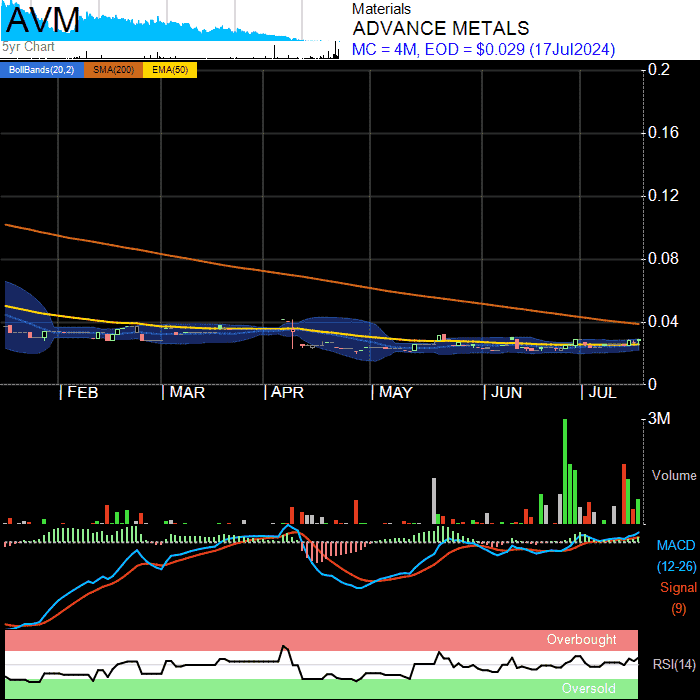 AVM
5yr Chart
Materials
ADVANCE METALS
MC = 4M, EOD = $0.029 (17Jul2024)
BollBands(20,2) SMA(200) EMA(50)
0.2
0.16
0.12
0.08
0.04
0
FEB MAR APR MAY JUN JUL
3M
Volume
MACD
(12-26)
Signal
(9)
Overbought
RSI(14)
Oversold